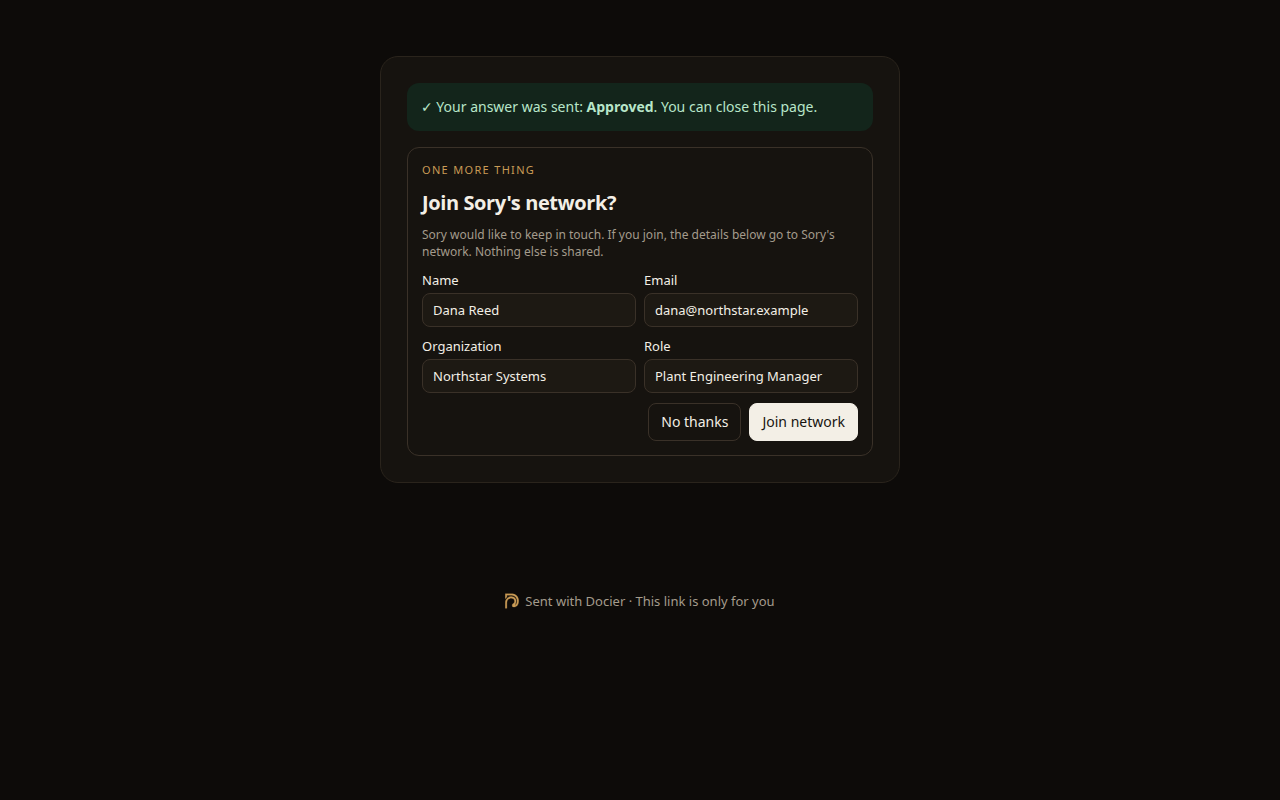 ✓ Your answer was sent: Approved. You can close this page.
ONE MORE THING
Join Sory's network?
Sory would like to keep in touch. If you join, the details below go to Sory's
network. Nothing else is shared.
Name
Email
Dana Reed
dana@northstar.example
Organization
Role
Northstar Systems
Plant Engineering Manager
No thanks
Join network
Sent with Docier · This link is only for you